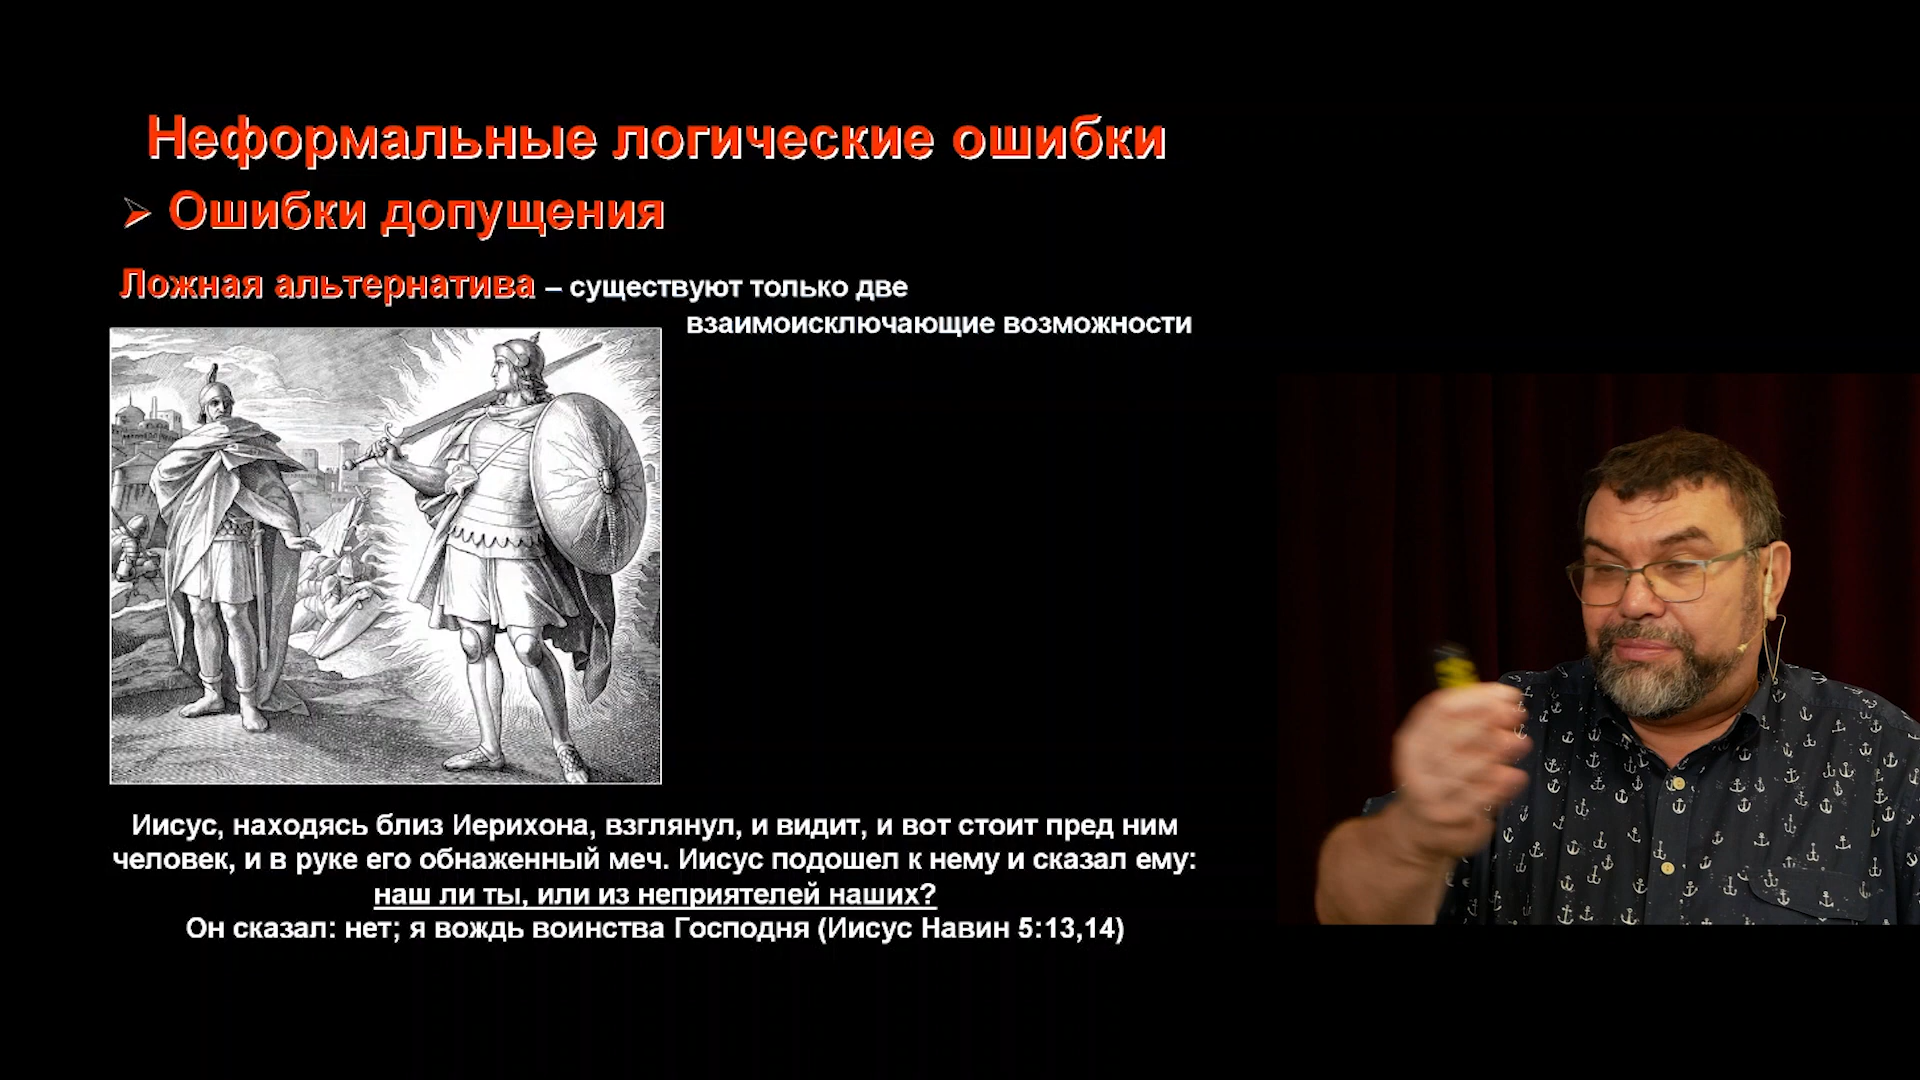 Неформальные логические ошибки
➢ Ошибки допущения
Ложная альтернатива – существуют только две
взаимоисключающие возможности
Иисус, находясь близ Иерихона, взглянул, и видит, и вот стоит пред ним
человек, и в руке его обнаженный меч. Иисус подошел к нему и сказал ему:
наш ли ты, или из неприятелей наших?
Он сказал: нет; я вождь воинства Господня (Иисус Навин 5:13,14)